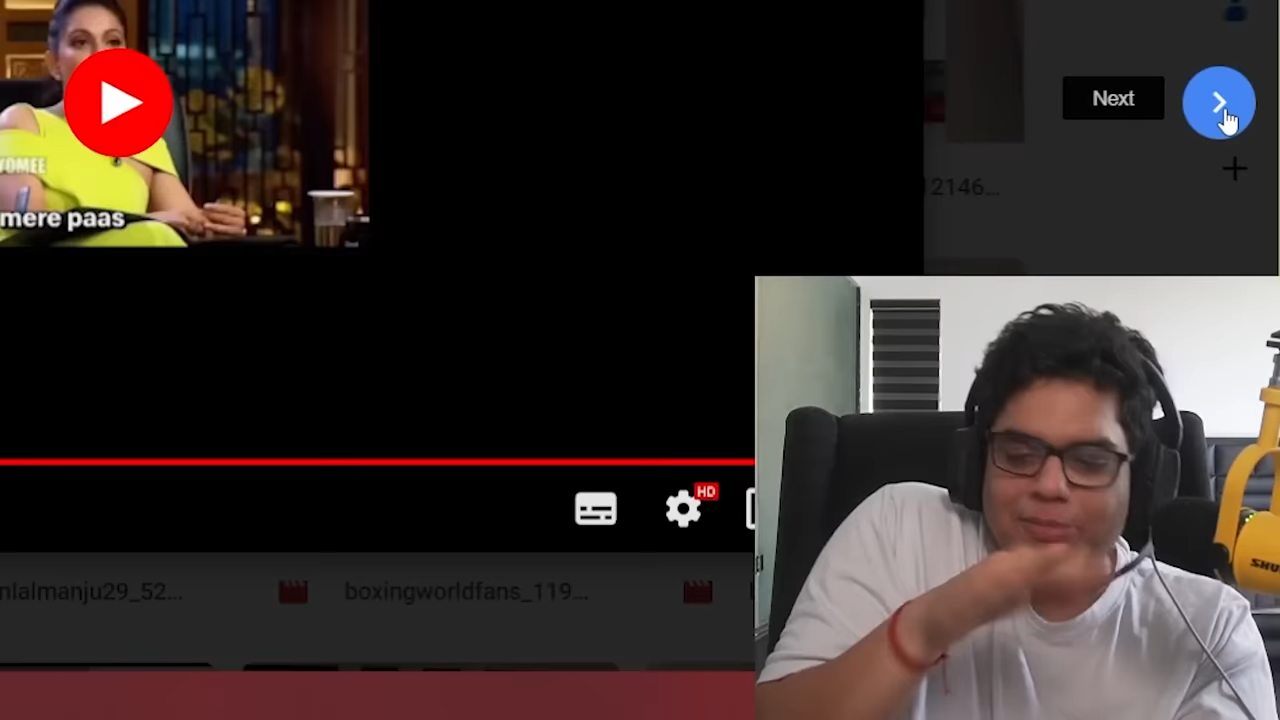 Next
YOMEE
mere paas
2146...
HD
nlalmanju29_52...
boxingworldfans_119...
SHU